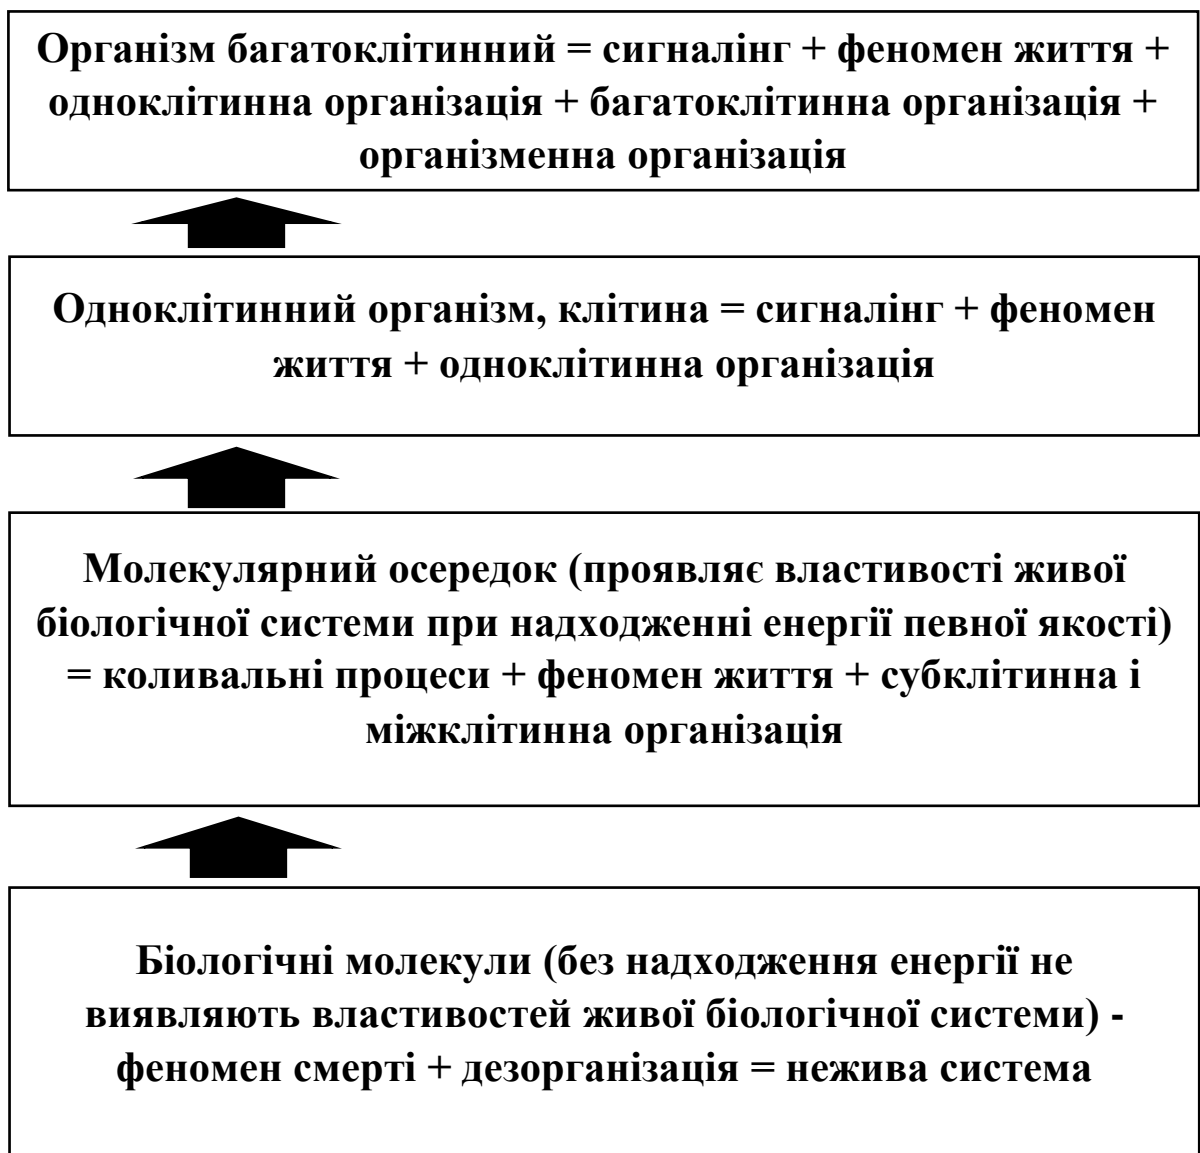 Організм багатоклітинний = сигналінг + феномен життя +
одноклітинна організація + багатоклітинна організація +
організменна організація
Одноклітинний організм, клітина = сигналінг + феномен
життя + одноклітинна організація
Молекулярний осередок (проявляє властивості живої
біологічної системи при надходженні енергії певної якості)
= коливальні процеси + феномен життя + субклітинна і
міжклітинна організація
Біологічні молекули (без надходження енергії не
виявляють властивостей живої біологічної системи) -
феномен смерті + дезорганізація = нежива система